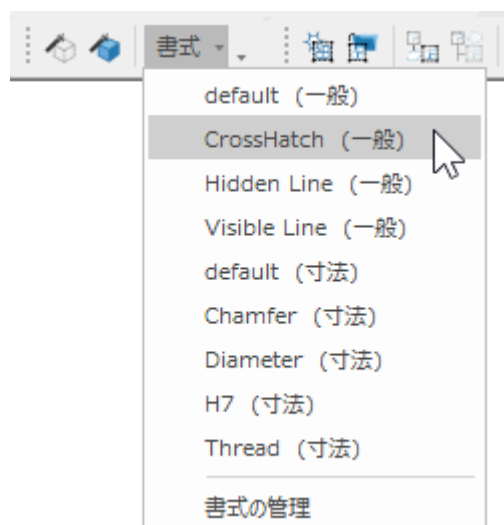 書式
default (一般)
CrossHatch (一般)
Hidden Line (一般)
Visible Line (一般)
default (寸法)
Chamfer (寸法)
Diameter (寸法)
H7 (寸法)
Thread (寸法)
書式の管理